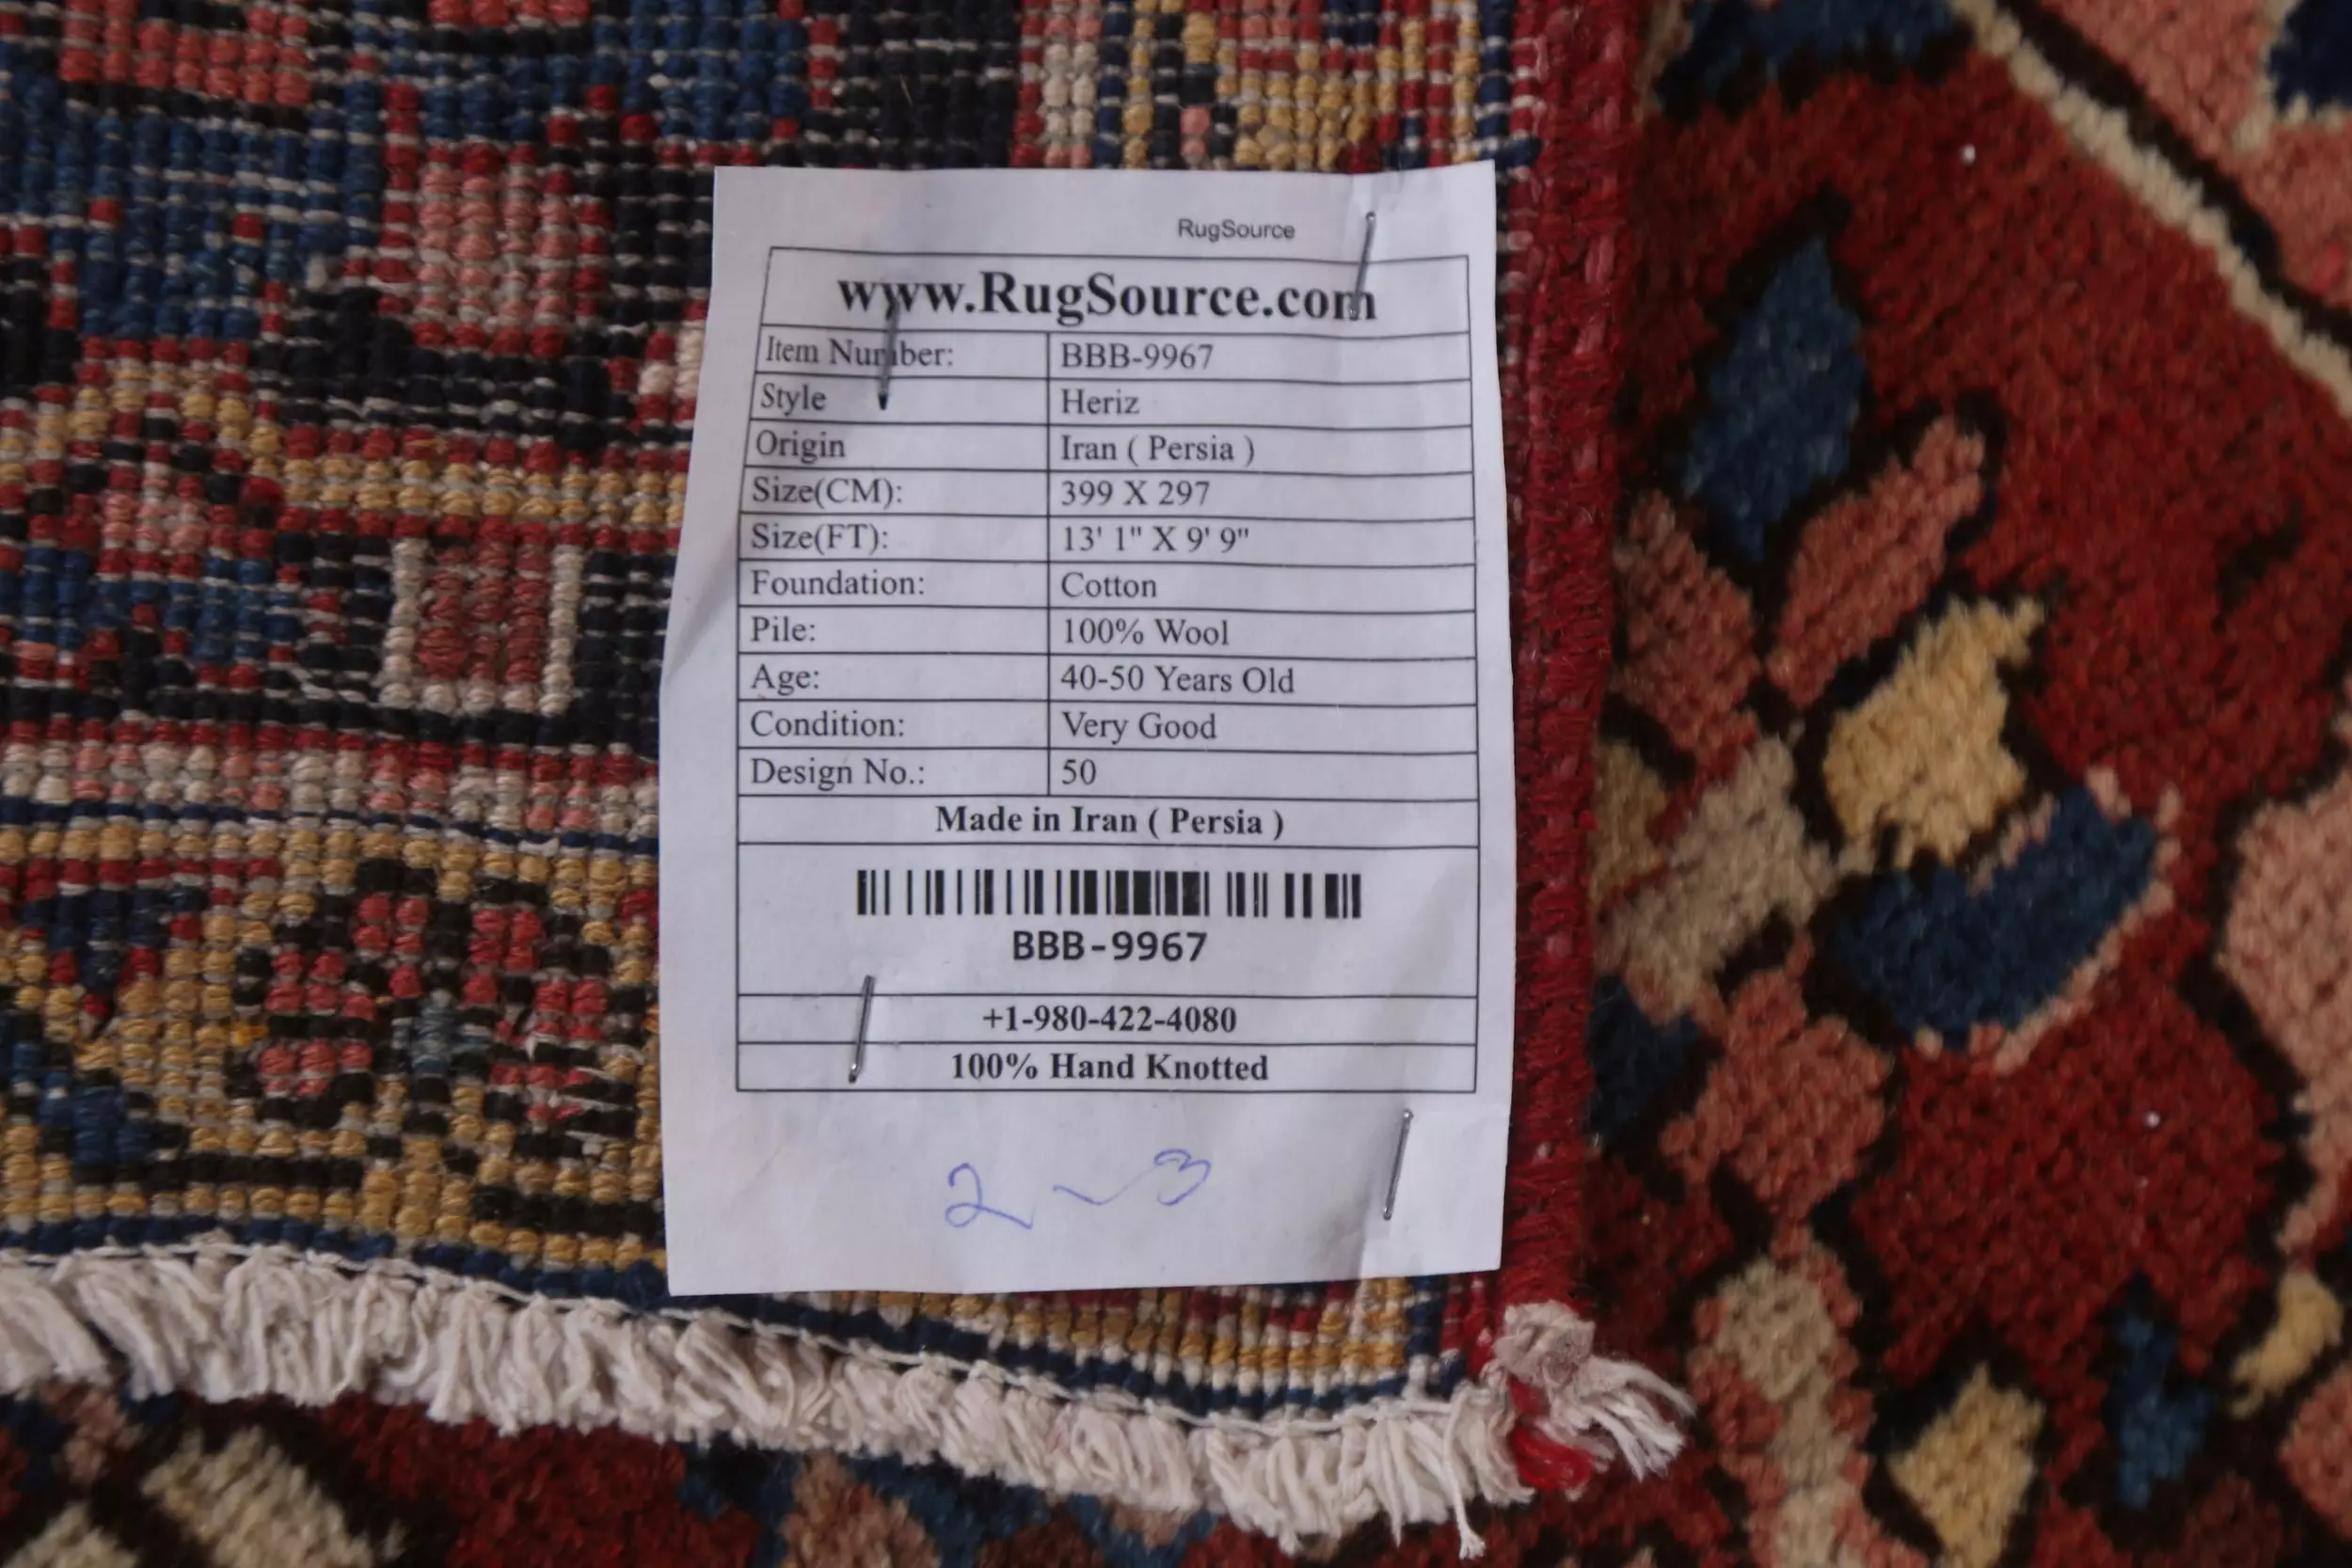 RugSource
www.RugSource.com
Item Number: BBB-9967
Style Heriz
Origin Iran ( Persia )
Size(CM): 399 X 297
Size(FT): 13' 1" X 9' 9"
Foundation: Cotton
Pile: 100% Wool
Age: 40-50 Years Old
Condition: Very Good
Design No.: 50
Made in Iran ( Persia )
BBB-9967
+1-980-422-4080
100% Hand Knotted
2 ~ 3